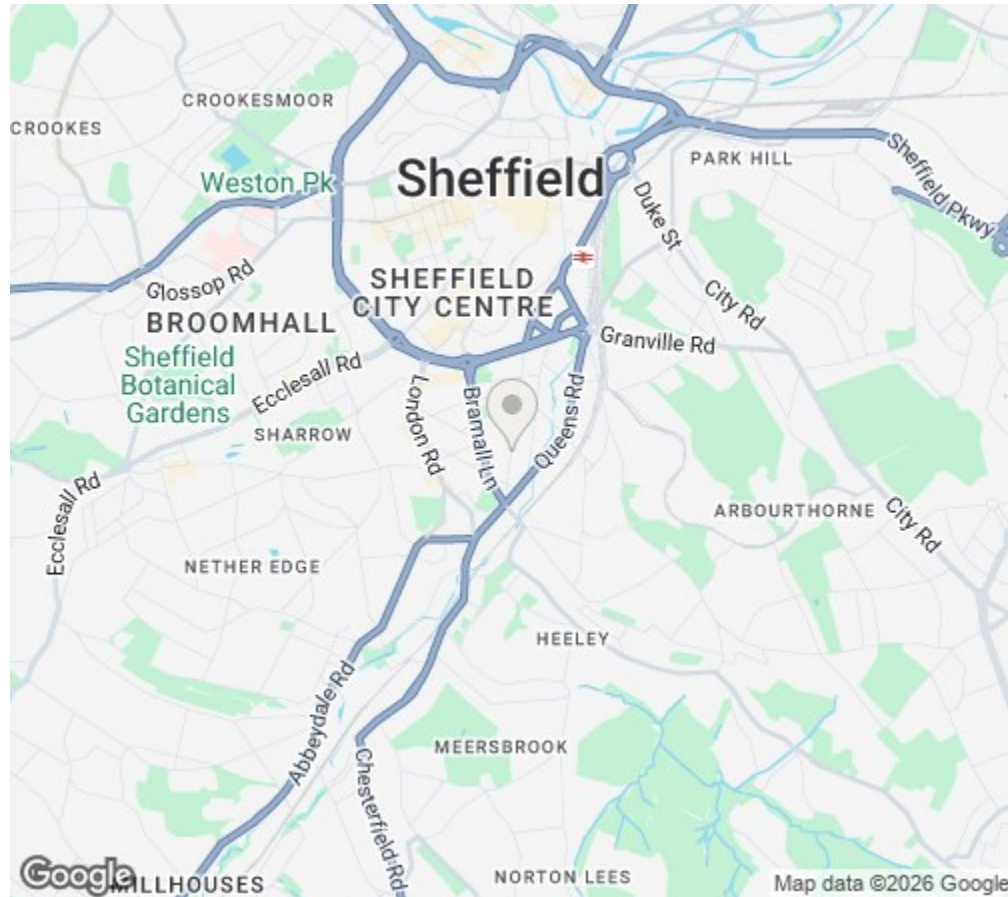 CROOKESMOOR
CROOKES
Sheffield
PARK HILL
Sheffield Pkwy
Weston Pk
Duke St
Glossop Rd
SHEFFIELD
CITY CENTRE
City Rd
BROOMHALL
Granville Rd
Sheffield
Botanical
Gardens
Ecclesall Rd
London Rd
Bramall Ln
Queens Rd
SHARROW
Ecclesall Rd
ARBOURTHORNE
City Rd
NETHER EDGE
HEELEY
Abbeydale Rd
MEERSBROOK
Chesterfield Rd
Google
MILLHOUSES
NORTON LEES
Map data ©2026 Google